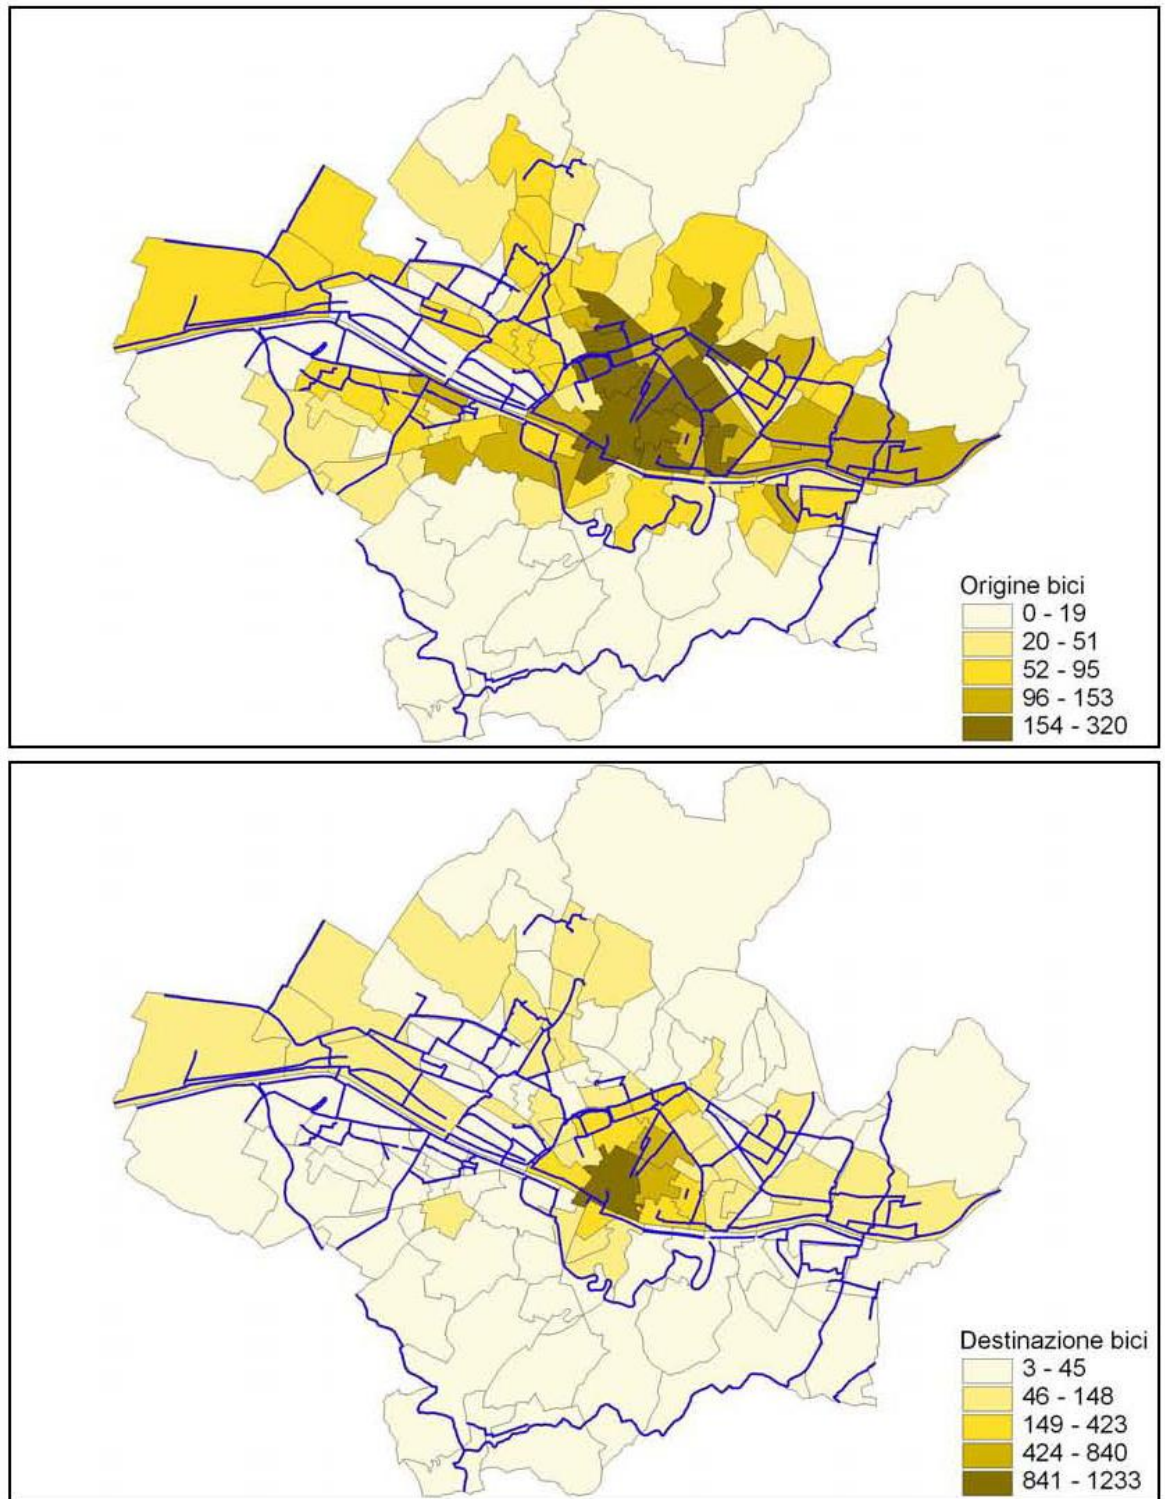 Origine bici
0 - 19
20 - 51
52 - 95
96 - 153
154 - 320
Destinazione bici
3 - 45
46 - 148
149 - 423
424 - 840
841 - 1233